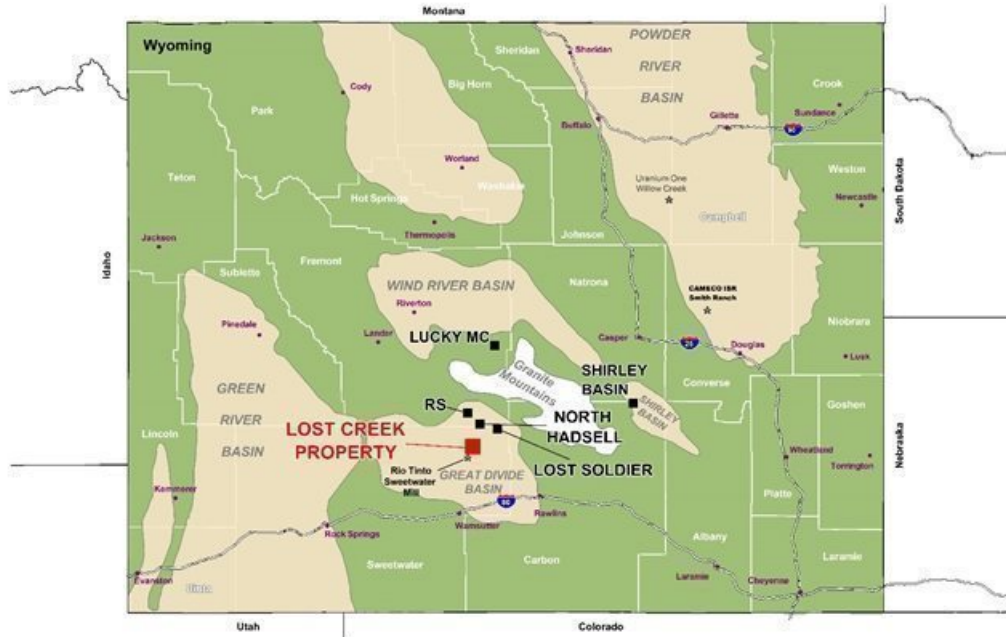 Montana
Wyoming
Sheridan
Sheridan
POWDER
RIVER
BASIN
Crook
Sundance
Cody
Big Horn
Park
Buffalo
Gillette
90
Worland
Washakie
Weston
Newcastle
South Dakota
Teton
Hot Springs
Uranium One
Willow Creek
Campbell
Thermopolis
Johnson
Jackson
Idaho
Sublette
Fremont
WIND RIVER BASIN
Natrona
CAMECO ISR
Smith Ranch
Riverton
Niobrara
Pinedale
Lander
LUCKY MC
Casper
25
Douglas
Lusk
Granite
Mountains
SHIRLEY
BASIN
Converse
GREEN
RIVER
BASIN
RS
SHIRLEY
BASIN
Goshen
NORTH
HADSELL
LOST CREEK
PROPERTY
Lincoln
LOST SOLDIER
Wheatland
Torrington
Nebraska
Rio Tinto
Sweetwater
Mill
GREAT DIVIDE
BASIN
Kemmerer
80
Platte
Rock Springs
Wamsutter
Rawlins
Albany
Sweetwater
Carbon
Laramie
Evanston
Uinta
Laramie
Cheyenne
Utah
Colorado